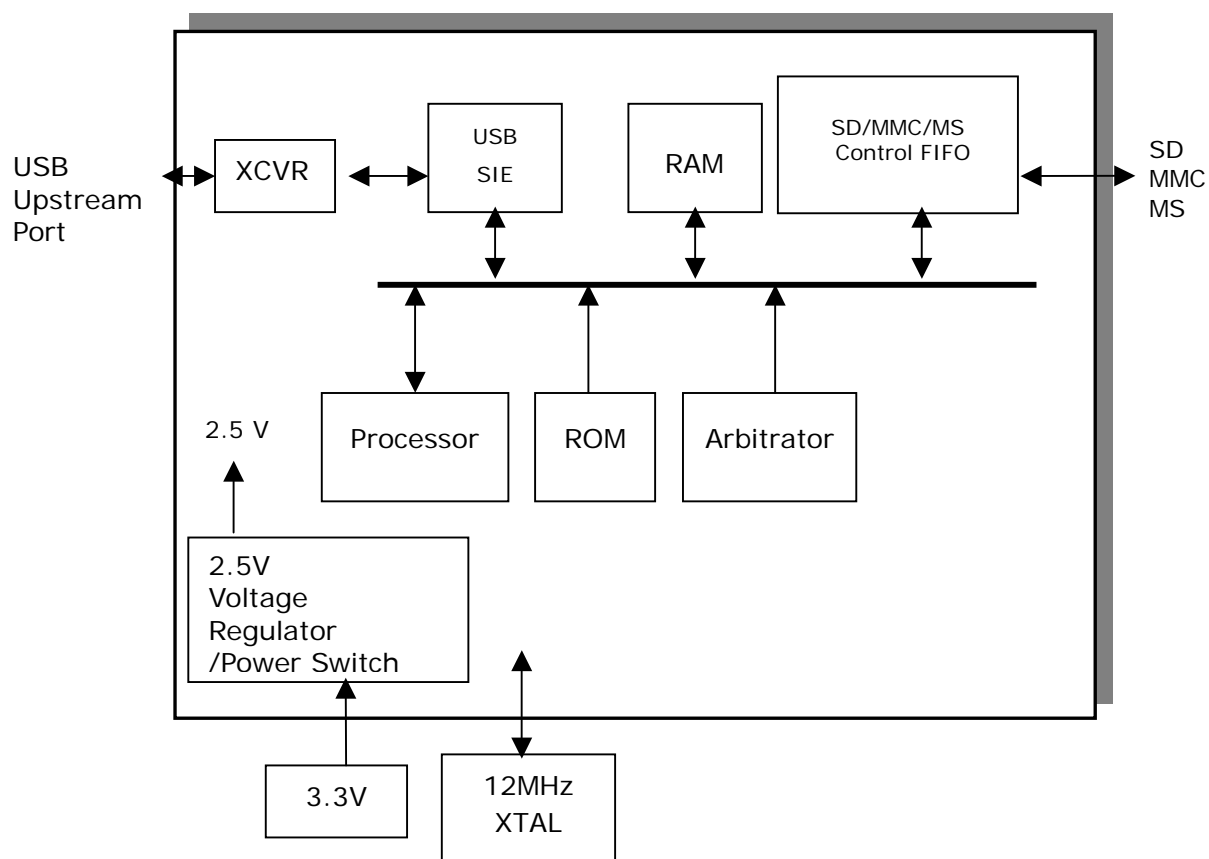 USB
Upstream
Port
XCVR
USB
SIE
RAM
SD/MMC/MS
Control FIFO
SD
MMC
MS
Processor
ROM
Arbitrator
2.5 V
2.5V
Voltage
Regulator
/Power Switch
3.3V
12MHz
XTAL